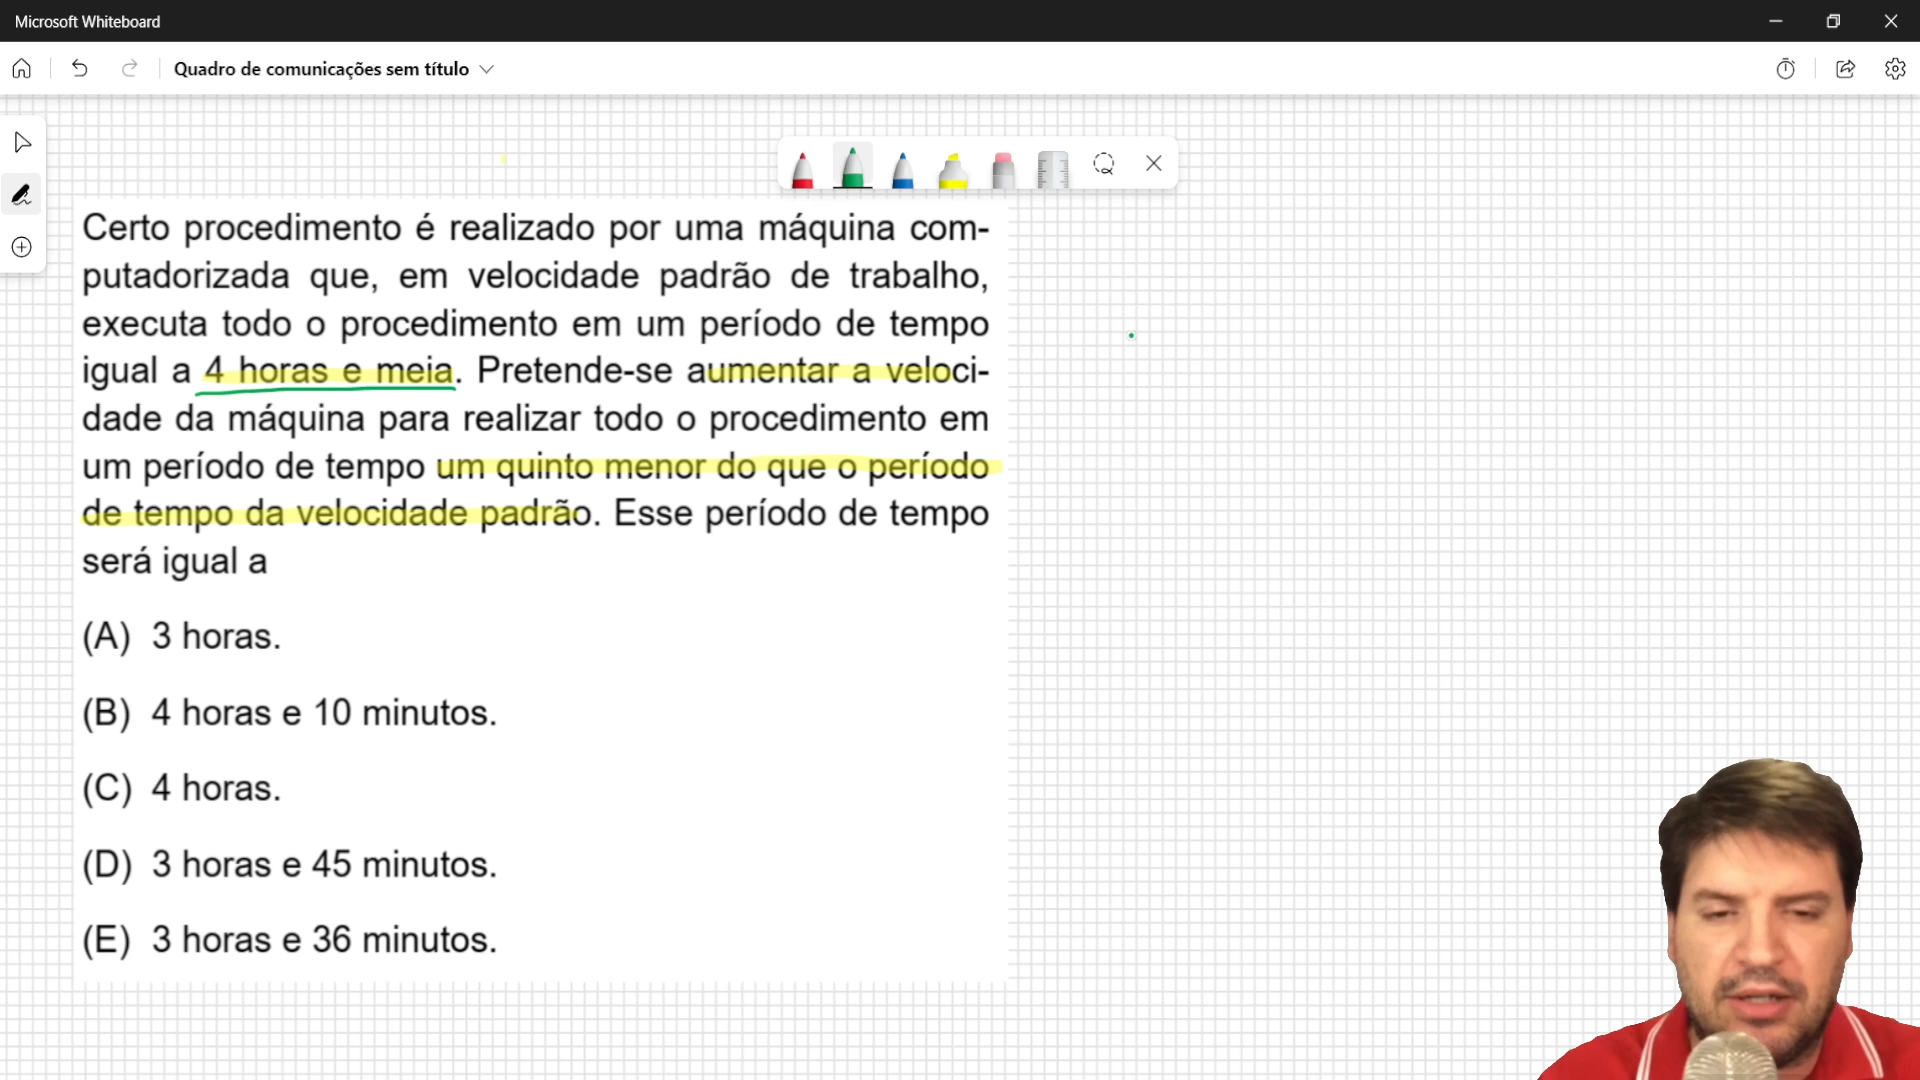 Microsoft Whiteboard
Quadro de comunicações sem título
Certo procedimento é realizado por uma máquina com-
putadorizada que, em velocidade padrão de trabalho,
executa todo o procedimento em um período de tempo
igual a 4 horas e meia. Pretende-se aumentar a veloci-
dade da máquina para realizar todo o procedimento em
um período de tempo um quinto menor do que o período
de tempo da velocidade padrão. Esse período de tempo
será igual a
(A) 3 horas.
(B) 4 horas e 10 minutos.
(C) 4 horas.
(D) 3 horas e 45 minutos.
(E) 3 horas e 36 minutos.